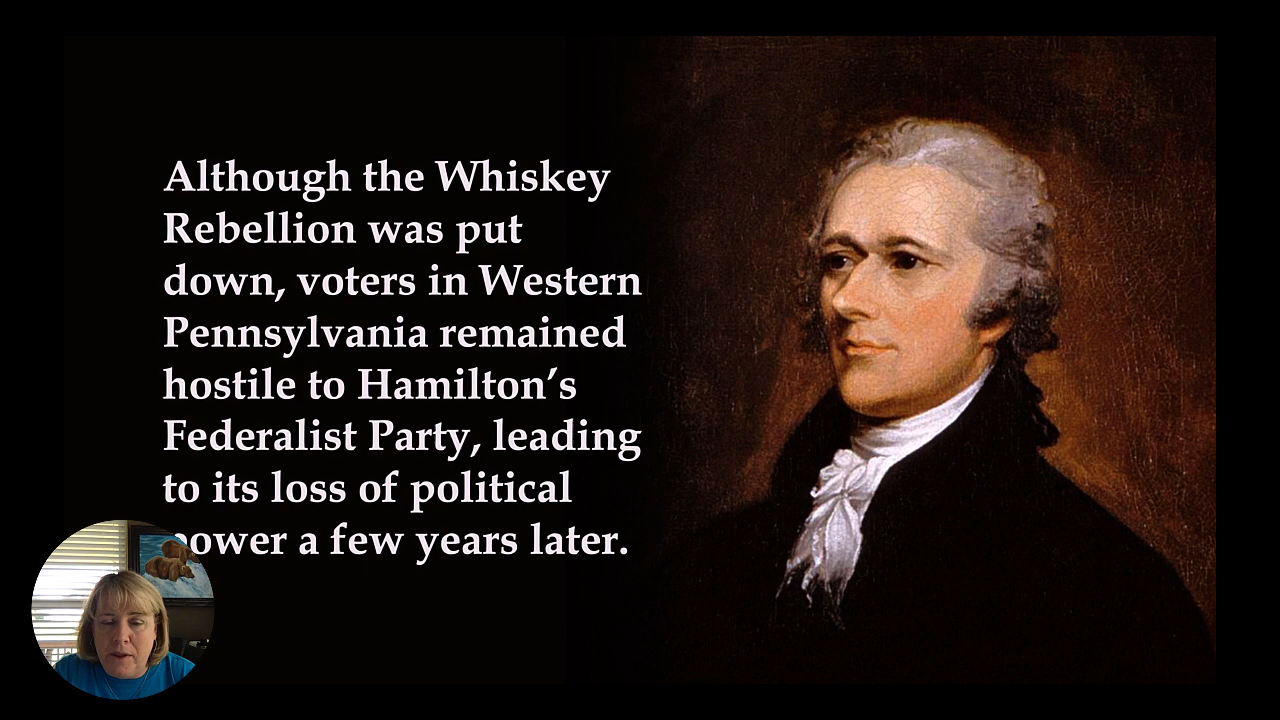 Although the Whiskey
Rebellion was put
down, voters in Western
Pennsylvania remained
hostile to Hamilton’s
Federalist Party, leading
to its loss of political
power a few years later.